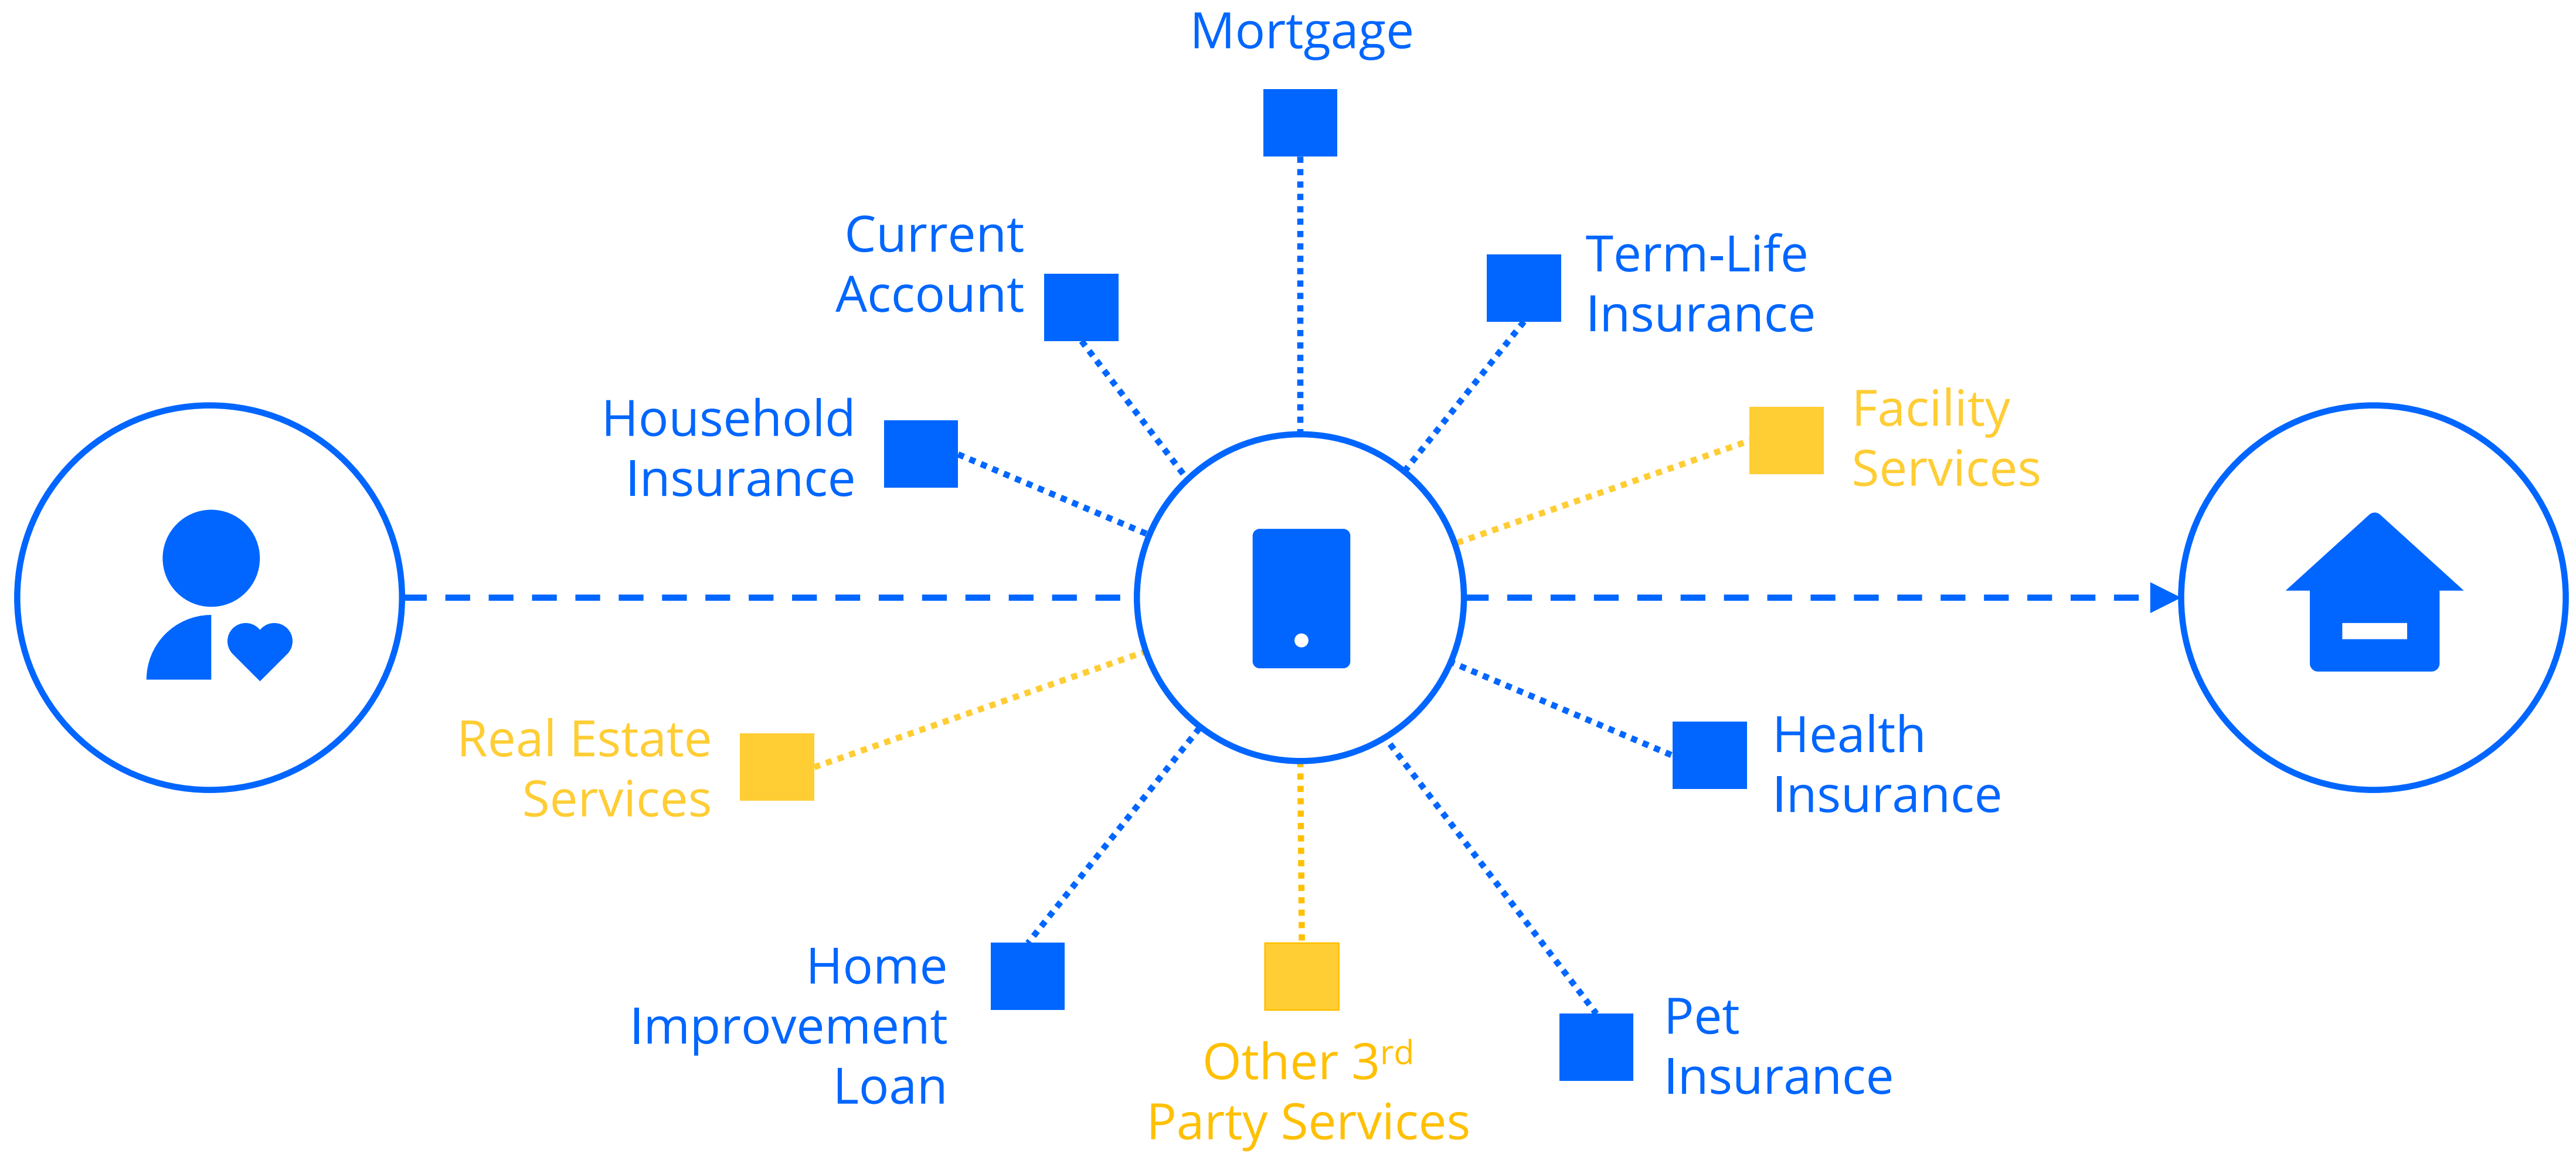 Mortgage
Current
Account
Term-Life
Insurance
Household
Insurance
Facility
Services
Real Estate
Services
Health
Insurance
Home
Improvement
Loan
Other 3rd
Party Services
Pet
Insurance